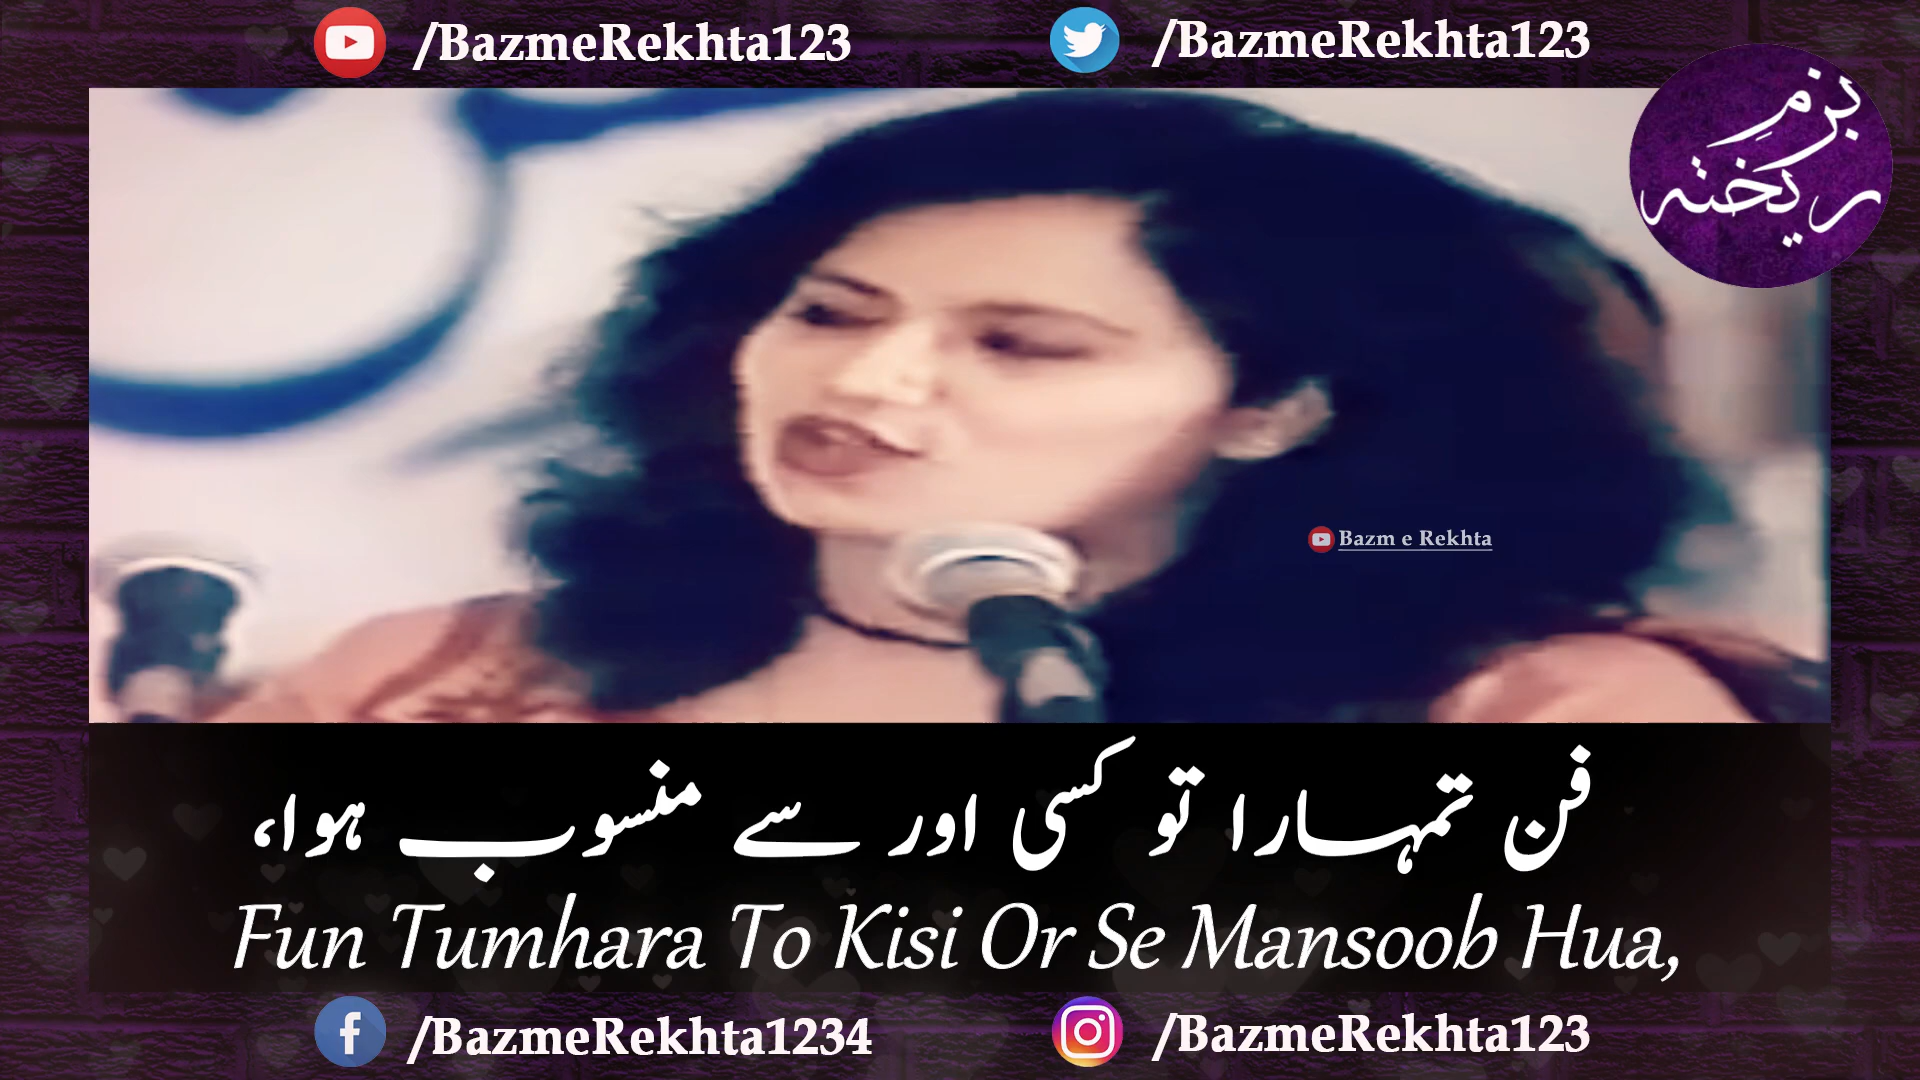 /BazmeRekhta123
/BazmeRekhta123
بزمِ
ریختہ
Bazm e Rekhta
فن تمہارا تو کسی اور سے منسوب ہوا،
Fun Tumhara To Kisi Or Se Mansoob Hua,
/BazmeRekhta1234
/BazmeRekhta123